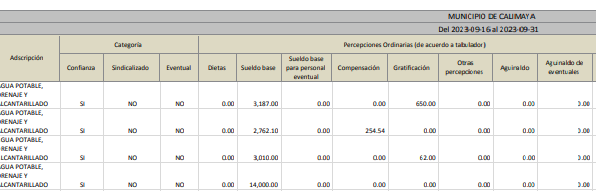 MUNICIPIO DE CALIMAYA
Del 2023-09-16 al 2023-09-31
Adscripción Categoría Percepciones Ordinarias (de acuerdo a tabulador)
Confianza Sindicalizado Eventual Dietas Sueldo base Sueldo base para personal eventual Compensación Gratificación Otras percepciones Aguinaldo Aguinaldo de eventuales
GUA POTABLE,
RENAJE Y
LCANTARILLADO SI NO NO 0.00 3,187.00 0.00 0.00 650.00 0.00 0.00 0.00
GUA POTABLE,
RENAJE Y
LCANTARILLADO SI NO NO 0.00 2,762.10 0.00 254.54 0.00 0.00 0.00 0.00
GUA POTABLE,
RENAJE Y
LCANTARILLADO SI NO NO 0.00 3,010.00 0.00 0.00 62.00 0.00 0.00 0.00
GUA POTABLE,
RENAJE Y
LCANTARILLADO SI NO NO 0.00 14,000.00 0.00 0.00 0.00 0.00 0.00 0.00